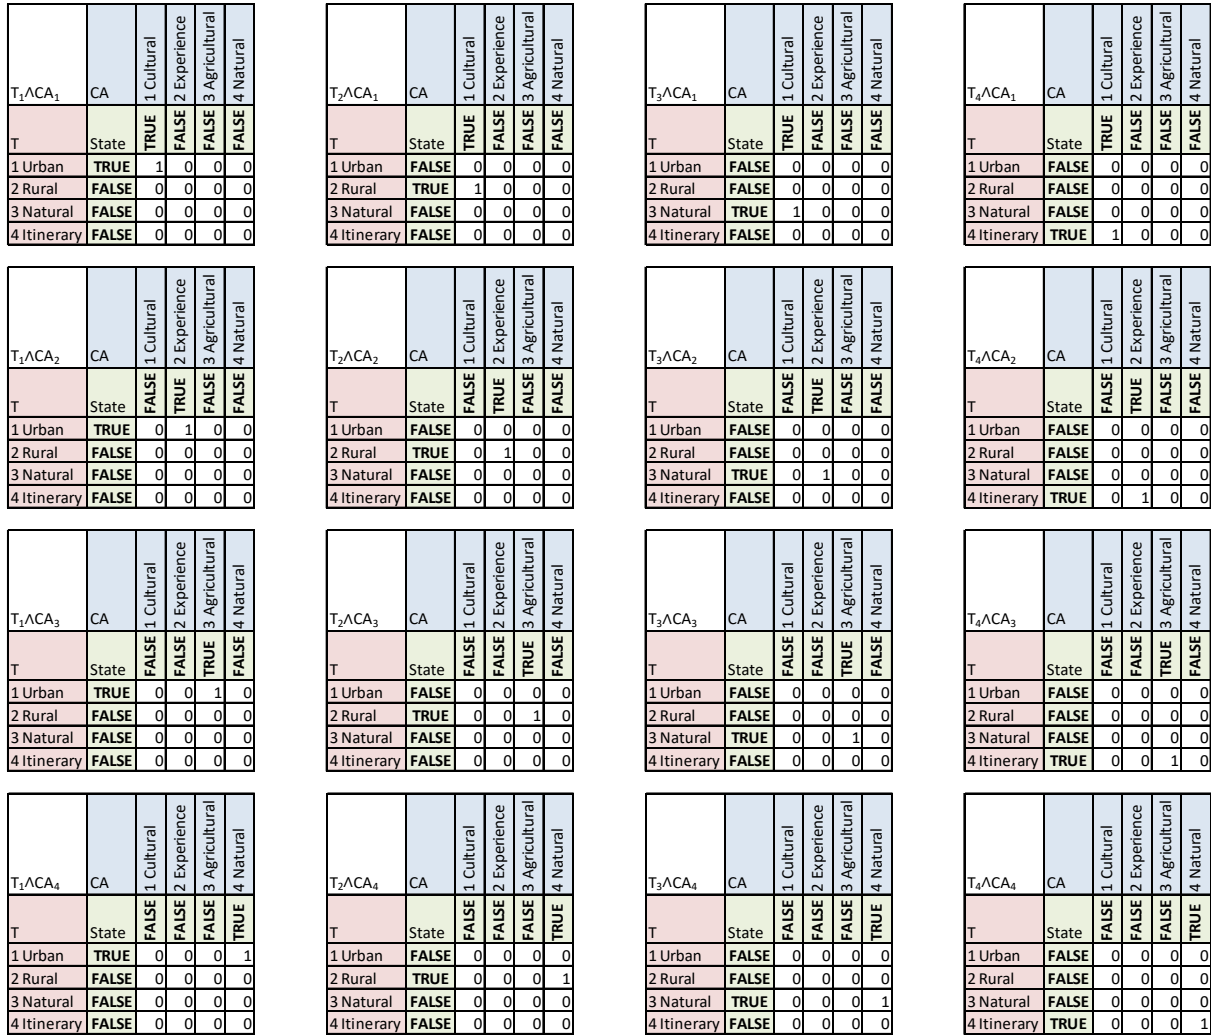 T₁ΛCA₁ CA 1 Cultural 2 Experience 3 Agricultural 4 Natural
T State TRUE FALSE FALSE FALSE
1 Urban TRUE 1 0 0 0
2 Rural FALSE 0 0 0 0
3 Natural FALSE 0 0 0 0
4 Itinerary FALSE 0 0 0 0
T₂ΛCA₁ CA 1 Cultural 2 Experience 3 Agricultural 4 Natural
T State TRUE FALSE FALSE FALSE
1 Urban FALSE 0 0 0 0
2 Rural TRUE 1 0 0 0
3 Natural FALSE 0 0 0 0
4 Itinerary FALSE 0 0 0 0
T₃ΛCA₁ CA 1 Cultural 2 Experience 3 Agricultural 4 Natural
T State TRUE FALSE FALSE FALSE
1 Urban FALSE 0 0 0 0
2 Rural FALSE 0 0 0 0
3 Natural TRUE 1 0 0 0
4 Itinerary FALSE 0 0 0 0
T₄ΛCA₁ CA 1 Cultural 2 Experience 3 Agricultural 4 Natural
T State TRUE FALSE FALSE FALSE
1 Urban FALSE 0 0 0 0
2 Rural FALSE 0 0 0 0
3 Natural FALSE 0 0 0 0
4 Itinerary TRUE 1 0 0 0
T₁ΛCA₂ CA 1 Cultural 2 Experience 3 Agricultural 4 Natural
T State FALSE TRUE FALSE FALSE
1 Urban TRUE 0 1 0 0
2 Rural FALSE 0 0 0 0
3 Natural FALSE 0 0 0 0
4 Itinerary FALSE 0 0 0 0
T₂ΛCA₂ CA 1 Cultural 2 Experience 3 Agricultural 4 Natural
T State FALSE TRUE FALSE FALSE
1 Urban FALSE 0 0 0 0
2 Rural TRUE 0 1 0 0
3 Natural FALSE 0 0 0 0
4 Itinerary FALSE 0 0 0 0
T₃ΛCA₂ CA 1 Cultural 2 Experience 3 Agricultural 4 Natural
T State FALSE TRUE FALSE FALSE
1 Urban FALSE 0 0 0 0
2 Rural FALSE 0 0 0 0
3 Natural TRUE 0 1 0 0
4 Itinerary FALSE 0 0 0 0
T₄ΛCA₂ CA 1 Cultural 2 Experience 3 Agricultural 4 Natural
T State FALSE TRUE FALSE FALSE
1 Urban FALSE 0 0 0 0
2 Rural FALSE 0 0 0 0
3 Natural FALSE 0 0 0 0
4 Itinerary TRUE 0 1 0 0
T₁ΛCA₃ CA 1 Cultural 2 Experience 3 Agricultural 4 Natural
T State FALSE FALSE TRUE FALSE
1 Urban TRUE 0 0 1 0
2 Rural FALSE 0 0 0 0
3 Natural FALSE 0 0 0 0
4 Itinerary FALSE 0 0 0 0
T₂ΛCA₃ CA 1 Cultural 2 Experience 3 Agricultural 4 Natural
T State FALSE FALSE TRUE FALSE
1 Urban FALSE 0 0 0 0
2 Rural TRUE 0 0 1 0
3 Natural FALSE 0 0 0 0
4 Itinerary FALSE 0 0 0 0
T₃ΛCA₃ CA 1 Cultural 2 Experience 3 Agricultural 4 Natural
T State FALSE FALSE TRUE FALSE
1 Urban FALSE 0 0 0 0
2 Rural FALSE 0 0 0 0
3 Natural TRUE 0 0 1 0
4 Itinerary FALSE 0 0 0 0
T₄ΛCA₃ CA 1 Cultural 2 Experience 3 Agricultural 4 Natural
T State FALSE FALSE TRUE FALSE
1 Urban FALSE 0 0 0 0
2 Rural FALSE 0 0 0 0
3 Natural FALSE 0 0 0 0
4 Itinerary TRUE 0 0 1 0
T₁ΛCA₄ CA 1 Cultural 2 Experience 3 Agricultural 4 Natural
T State FALSE FALSE FALSE TRUE
1 Urban TRUE 0 0 0 1
2 Rural FALSE 0 0 0 0
3 Natural FALSE 0 0 0 0
4 Itinerary FALSE 0 0 0 0
T₂ΛCA₄ CA 1 Cultural 2 Experience 3 Agricultural 4 Natural
T State FALSE FALSE FALSE TRUE
1 Urban FALSE 0 0 0 0
2 Rural TRUE 0 0 0 1
3 Natural FALSE 0 0 0 0
4 Itinerary FALSE 0 0 0 0
T₃ΛCA₄ CA 1 Cultural 2 Experience 3 Agricultural 4 Natural
T State FALSE FALSE FALSE TRUE
1 Urban FALSE 0 0 0 0
2 Rural FALSE 0 0 0 0
3 Natural TRUE 0 0 0 1
4 Itinerary FALSE 0 0 0 0
T₄ΛCA₄ CA 1 Cultural 2 Experience 3 Agricultural 4 Natural
T State FALSE FALSE FALSE TRUE
1 Urban FALSE 0 0 0 0
2 Rural FALSE 0 0 0 0
3 Natural FALSE 0 0 0 0
4 Itinerary TRUE 0 0 0 1